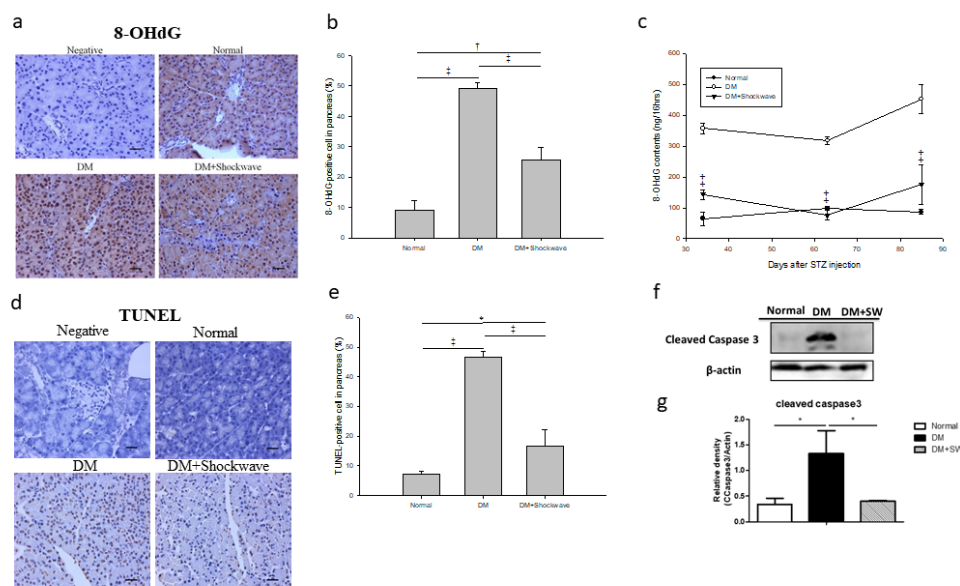 a
8-OHdG
Negative
Normal
DM
DM+Shockwave
b
8-OHdG-positive cell in pancreas (%)
60
50
40
30
20
10
0
†
‡
‡
Normal
DM
DM+Shockwave
c
8-OHdG contents (ng/16hrs)
600
500
400
300
200
100
0
Normal
DM
DM+Shockwave
‡
‡
‡
30
40
50
60
70
80
90
Days after STZ injection
d
TUNEL
Negative
Normal
DM
DM+Shockwave
e
TUNEL-positive cell in pancreas (%)
60
50
40
30
20
10
0
*
‡
‡
Normal
DM
DM+Shockwave
f
Normal DM DM+SW
Cleaved Caspase 3
β-actin
g
cleaved caspase3
Relative density
(CCaspase3/Actin)
2.0
1.5
1.0
0.5
0.0
*
*
Normal
DM
DM+SW